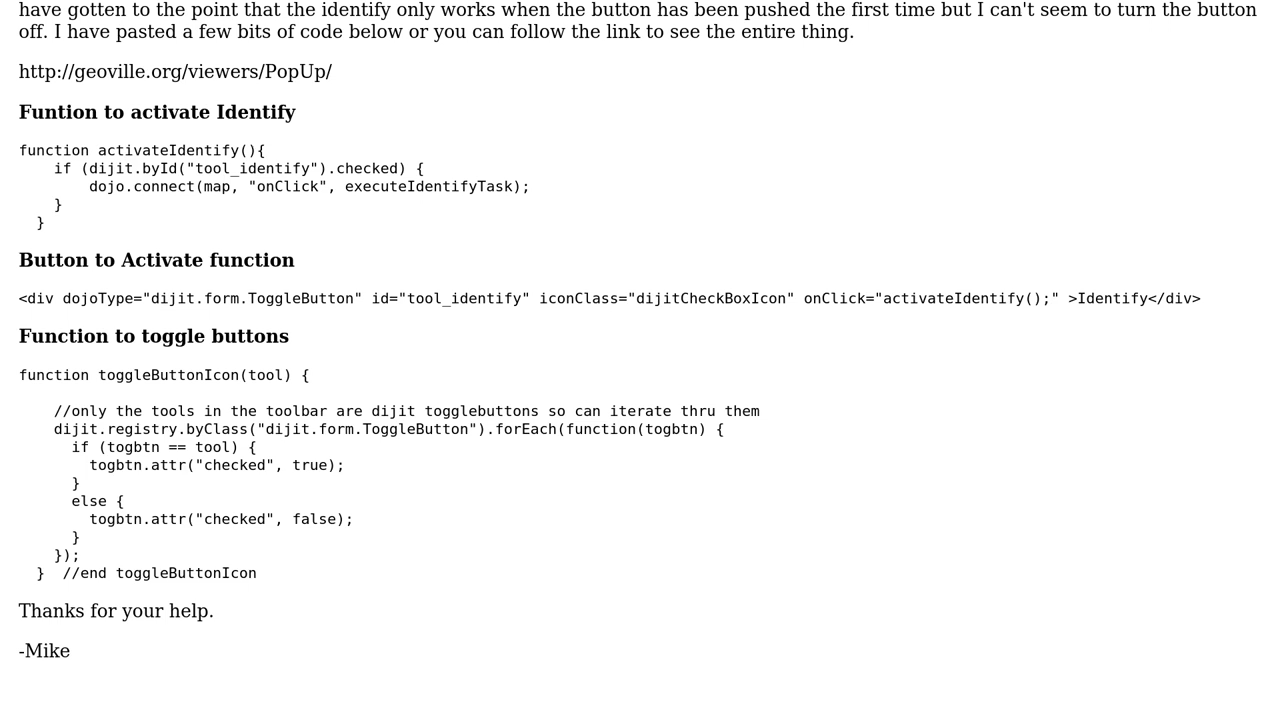 have gotten to the point that the identify only works when the button has been pushed the first time but I can't seem to turn the button
off. I have pasted a few bits of code below or you can follow the link to see the entire thing.
http://geoville.org/viewers/PopUp/
Funtion to activate Identify
function activateIdentify(){
    if (dijit.byId("tool_identify").checked) {
        dojo.connect(map, "onClick", executeIdentifyTask);
    }
  }
Button to Activate function
<div dojoType="dijit.form.ToggleButton" id="tool_identify" iconClass="dijitCheckBoxIcon" onClick="activateIdentify();" >Identify</div>
Function to toggle buttons
function toggleButtonIcon(tool) {
    //only the tools in the toolbar are dijit togglebuttons so can iterate thru them
    dijit.registry.byClass("dijit.form.ToggleButton").forEach(function(togbtn) {
      if (togbtn == tool) {
        togbtn.attr("checked", true);
      }
      else {
        togbtn.attr("checked", false);
      }
    });
  }  //end toggleButtonIcon
Thanks for your help.
-Mike